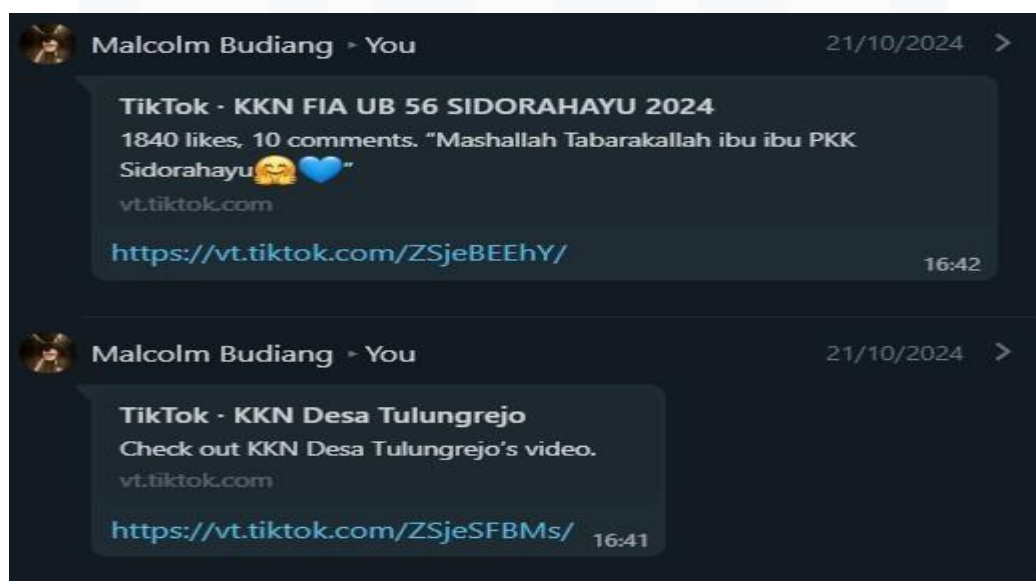 Malcolm Budiang ▸ You 21/10/2024 >
TikTok · KKN FIA UB 56 SIDORAHAYU 2024
1840 likes, 10 comments. “Mashallah Tabarakallah ibu ibu PKK
Sidorahayu🤗💙”
vt.tiktok.com
https://vt.tiktok.com/ZSjeBEEhY/
16:42
Malcolm Budiang ▸ You 21/10/2024 >
TikTok · KKN Desa Tulungrejo
Check out KKN Desa Tulungrejo’s video.
vt.tiktok.com
https://vt.tiktok.com/ZSjeSFBMs/ 16:41